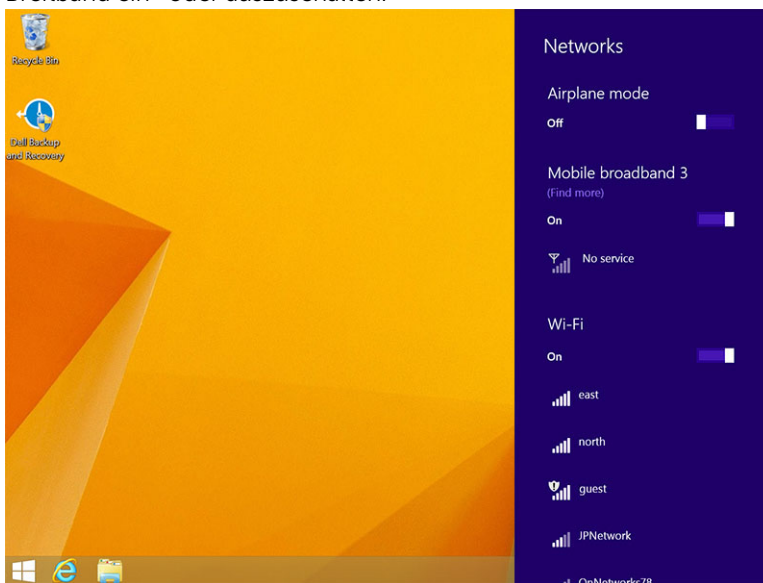 Breitband ein- oder auszuschalten.
Recycle Bin
Dell Backup
and Recovery
Networks
Airplane mode
Off
Mobile broadband 3
(Find more)
On
No service
Wi-Fi
On
east
north
guest
JPNetwork
OnNetworks78